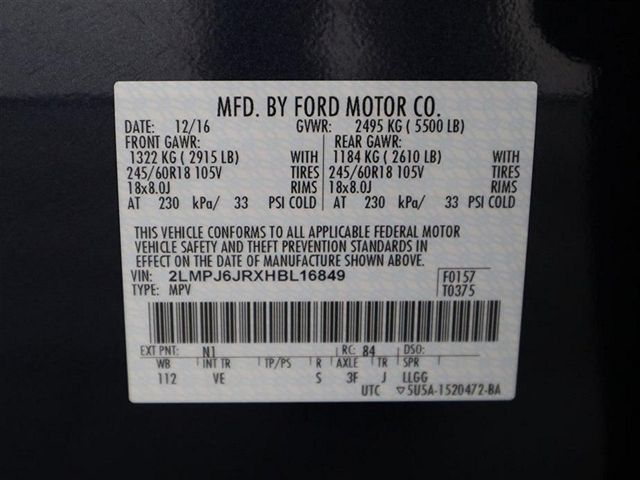 MFD. BY FORD MOTOR CO.
DATE: 12/16 GVWR: 2495 KG ( 5500 LB)
FRONT GAWR: REAR GAWR:
1322 KG ( 2915 LB) WITH 1184 KG ( 2610 LB) WITH
245/60R18 105V TIRES 245/60R18 105V TIRES
18x8.0J RIMS 18x8.0J RIMS
AT 230 kPa/ 33 PSI COLD AT 230 kPa/ 33 PSI COLD
THIS VEHICLE CONFORMS TO ALL APPLICABLE FEDERAL MOTOR
VEHICLE SAFETY AND THEFT PREVENTION STANDARDS IN
EFFECT ON THE DATE OF MANUFACTURE SHOWN ABOVE.
VIN: 2LMPJ6JRXHBL16849 F0157
TYPE: MPV T0375
EXT PNT: N1 RC: 84 DSO:
WB INT TR TP/PS R AXLE TR SPR
112 VE S 3F J LLGG
UTC ▽5U5A-1520472-BA